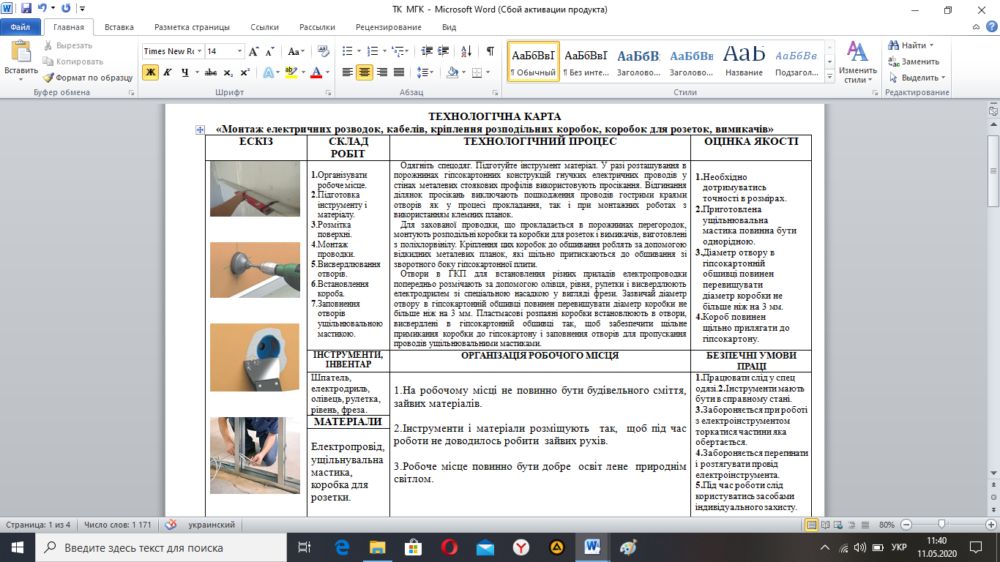 ТК МГК - Microsoft Word (Сбой активации продукта)
Файл Главная Вставка Разметка страницы Ссылки Рассылки Рецензирование Вид
Вставить
Вырезать
Копировать
Формат по образцу
Буфер обмена
Times New Rc 14
Ж К Ч abc x₂ x²
Шрифт
Абзац
АаБбВвІ АаБбВвІ АаБбВ АаБбВв АаБ АаБбВв.
¶ Обычный ¶ Без инте... Заголово... Заголово... Название Подзагол...
Стили
Изменить
стили
Найти
Заменить
Выделить
Редактирование
ТЕХНОЛОГІЧНА КАРТА
«Монтаж електричних розводок, кабелів, кріплення розподільних коробок, коробок для розеток, вимикачів»
ЕСКІЗ
СКЛАД
РОБІТ
ТЕХНОЛОГІЧНИЙ ПРОЦЕС
ОЦІНКА ЯКОСТІ
1.Організувати
робоче місце.
2.Підготовка
інструменту і
матеріалу.
3.Розмітка
поверхні.
4.Монтаж
проводки.
5.Висвердлювання
отворів.
6.Встановлення
короба.
7.Заповнення
отворів
ущільнювальною
мастикою.
Одягніть спецодяг. Підготуйте інструмент матеріал. У разі розташування в
порожнинах гіпсокартонних конструкцій гнучких електричних проводів у
стінах металевих стоякових профілів використовують просікання. Відгинання
ділянок просікань виключають пошкодження проводів гострими краями
отворів як у процесі прокладання, так і при монтажних роботах з
використанням клемних планок.
Для захованої проводки, що прокладається в порожнинах перегородок,
монтують розподільні коробки та коробки для розеток і вимикачів, виготовлені
з поліхлорвінілу. Кріплення цих коробок до обшивання роблять за допомогою
відкидних металевих планок, які щільно притискаються до обшивання зі
зворотного боку гіпсокартонної плити.
Отвори в ГКП для встановлення різних приладів електропроводки
попередньо розмічають за допомогою олівця, рівня, рулетки і висвердлюють
електродрилем зі спеціальною насадкою у вигляді фрези. Зазвичай діаметр
отвору в гіпсокартонній обшивці повинен перевищувати діаметр коробки не
більше ніж на 3 мм. Пластмасові розпаяні коробки встановлюють в отвори,
висвердлені в гіпсокартонній обшивці так, щоб забезпечити щільне
примикання коробки до гіпсокартону і заповнення отворів для пропускання
проводів ущільнювальними мастиками.
1.Необхідно
дотримуватись
точності в розмірах.
2.Приготовлена
ущільнювальна
мастика повинна бути
однорідною.
3.Діаметр отвору в
гіпсокартонній
обшивці повинен
перевищувати
діаметр коробки не
більше ніж на 3 мм.
4.Короб повинен
щільно прилягати до
гіпсокартону.
ІНСТРУМЕНТИ,
ІНВЕНТАР
ОРГАНІЗАЦІЯ РОБОЧОГО МІСЦЯ
БЕЗПЕЧНІ УМОВИ
ПРАЦІ
Шпатель,
електродриль,
олівець, рулетка,
рівень, фреза.
МАТЕРІАЛИ
Електропровід,
ущільнувальна
мастика,
коробка для
розетки.
1.На робочому місці не повинно бути будівельного сміття,
зайвих матеріалів.
2.Інструменти і матеріали розміщують так, щоб під час
роботи не доводилось робити зайвих рухів.
3.Робоче місце повинно бути добре освіт лене природнім
світлом.
1.Працювати слід у спец
одязі.2.Інструменти мають
бути в справному стані.
3.Забороняється при роботі
з електроінструментом
торкатися частини яка
обертається.
4.Забороняється перегинати
і розтягувати провід
електроінструмента.
5.Під час роботи слід
користуватись засобами
індивідуального захисту.
Страница: 1 из 4 Число слов: 1 171 украинский 80%
Введите здесь текст для поиска
УКР
11:40
11.05.2020